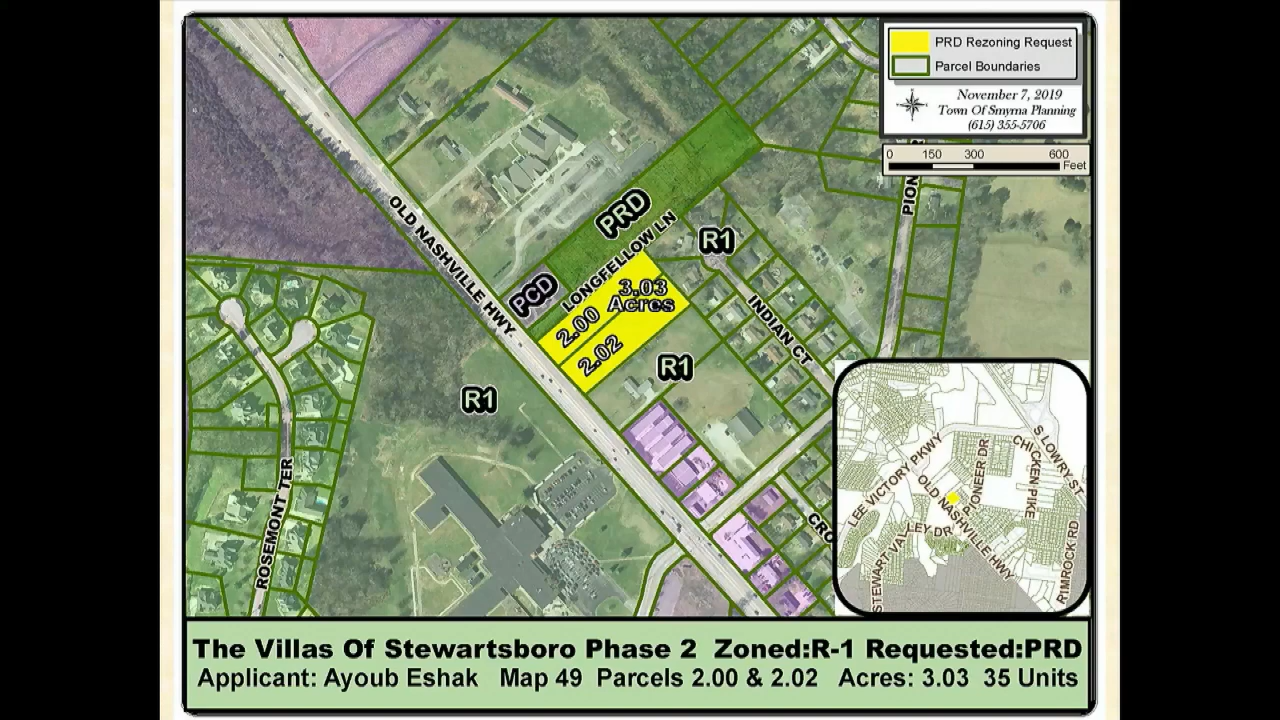 PRD Rezoning Request
Parcel Boundaries
November 7, 2019
Town Of Smyrna Planning
(615) 355-5706
0 150 300 600
Feet
PION
OLD NASHVILLE HWY
PRD
LONGFELLOW LN
R1
PCD
3.03
Acres
2.00
2.02
INDIAN CT
R1
R1
ROSEMONT TER
CRO
S LOWRY ST
CHICKEN PIKE
LEE VICTORY PKWY
PIONEER DR
OLD NASHVILLE HWY
STEWART VALLEY DR
RIMROCK RD
The Villas Of Stewartsboro Phase 2 Zoned:R-1 Requested:PRD
Applicant: Ayoub Eshak Map 49 Parcels 2.00 & 2.02 Acres: 3.03 35 Units